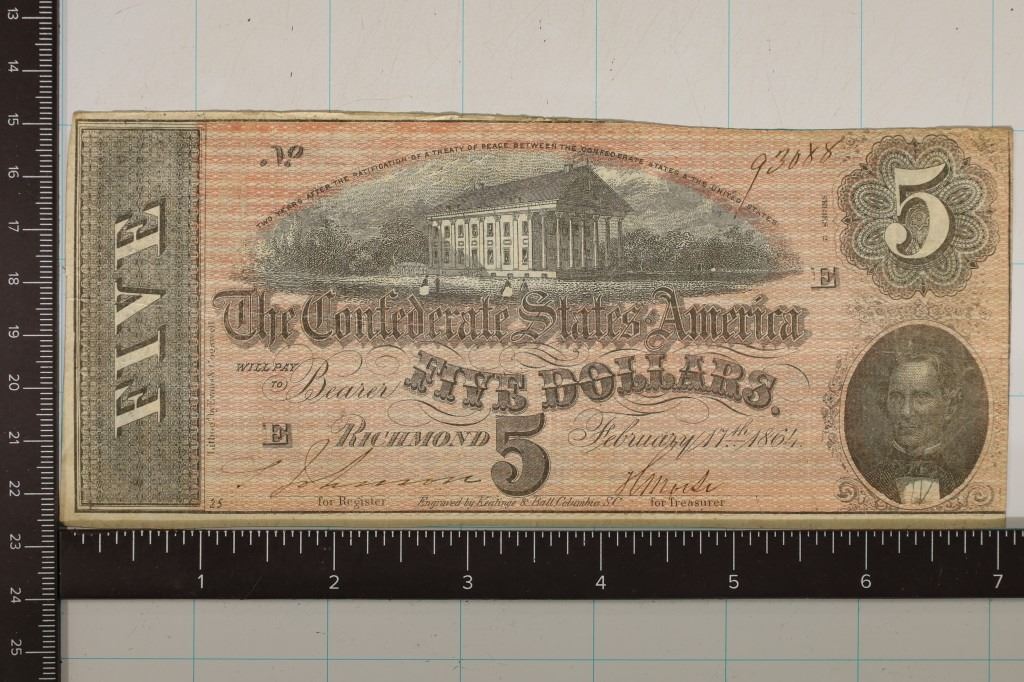 No
93088
TWO YEARS AFTER THE RATIFICATION OF A TREATY OF PEACE BETWEEN THE CONFEDERATE STATES & THE UNITED STATES
5
SERIES
E
FIVE
The Confederate States of America
WILL PAY
TO
Bearer
FIVE DOLLARS.
E
RICHMOND
5
February 17th 1864.
for Register
Engraved by Keatinge & Ball, Columbia, S.C.
for Treasurer
25
13
14
15
16
17
18
19
20
21
22
23
24
25
1 2 3 4 5 6 7